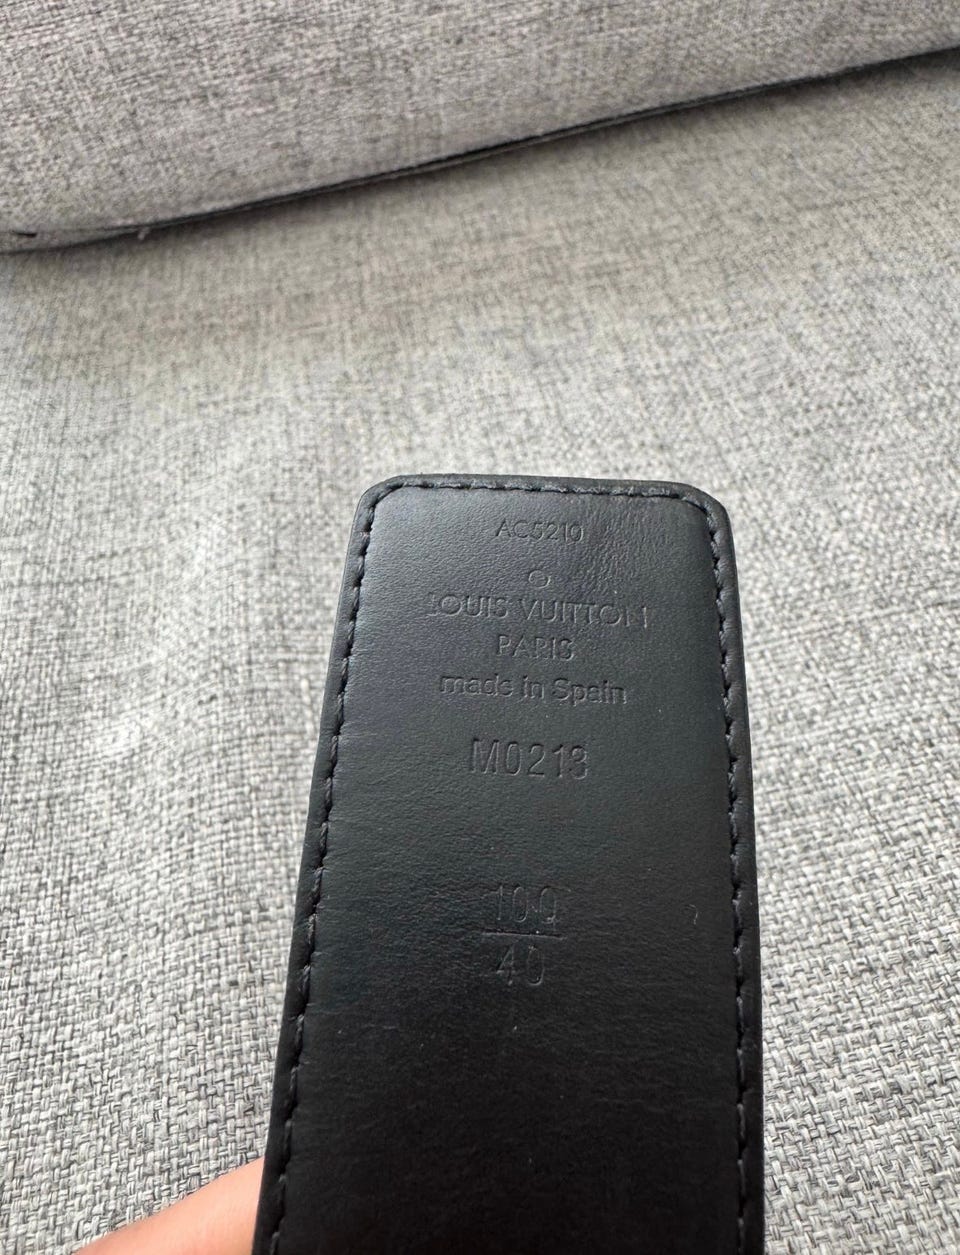 AC5210
LOUIS VUITTON
PARIS
made in Spain
M0213
100
40